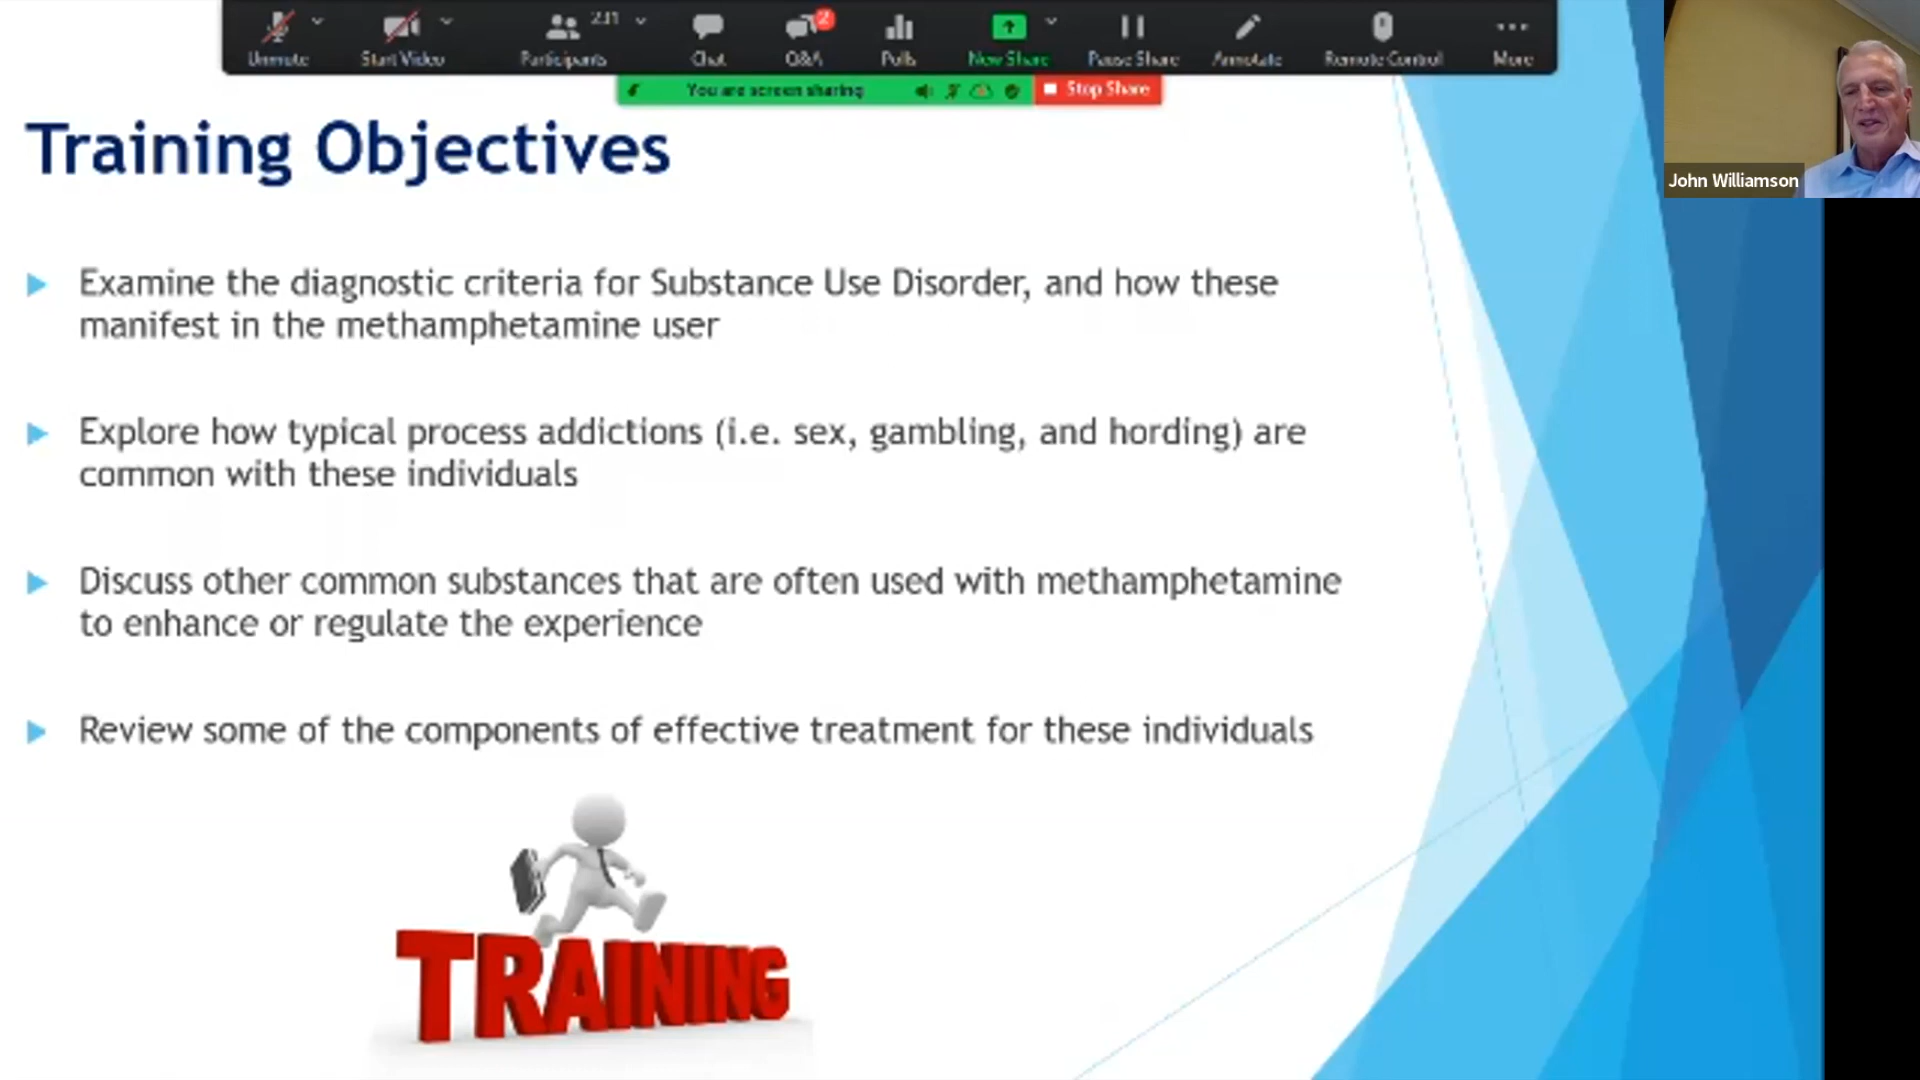 Unmute
Start Video
Participants
231
Chat
Q&A
2
Polls
New Share
Pause Share
Annotate
Remote Control
More
You are screen sharing
Stop Share
John Williamson
Training Objectives
Examine the diagnostic criteria for Substance Use Disorder, and how these
manifest in the methamphetamine user
Explore how typical process addictions (i.e. sex, gambling, and hording) are
common with these individuals
Discuss other common substances that are often used with methamphetamine
to enhance or regulate the experience
Review some of the components of effective treatment for these individuals
TRAINING